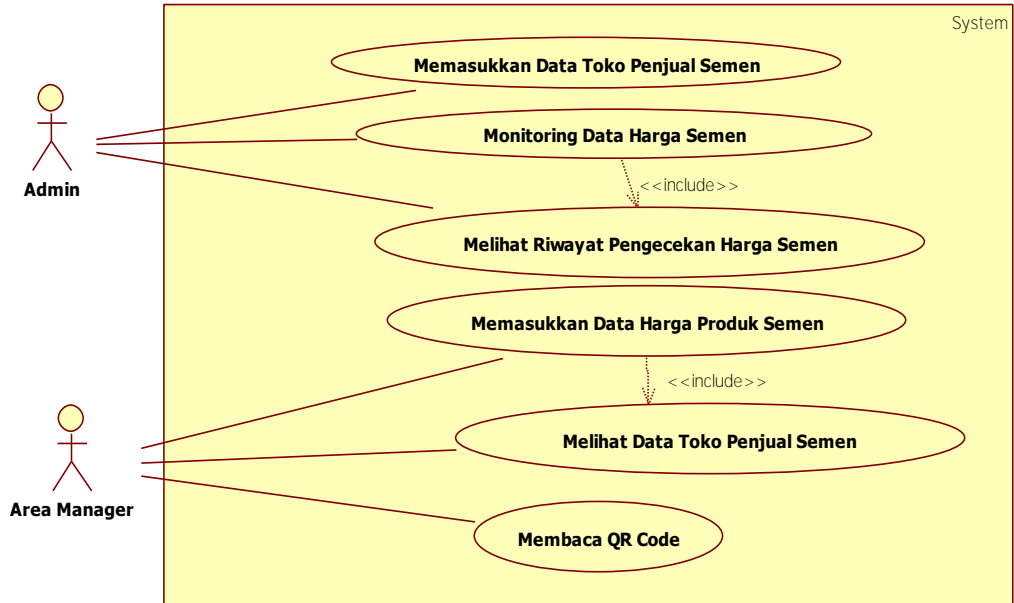 System
Memasukkan Data Toko Penjual Semen
Monitoring Data Harga Semen
Admin
<<include>>
Melihat Riwayat Pengecekan Harga Semen
Memasukkan Data Harga Produk Semen
<<include>>
Melihat Data Toko Penjual Semen
Area Manager
Membaca QR Code